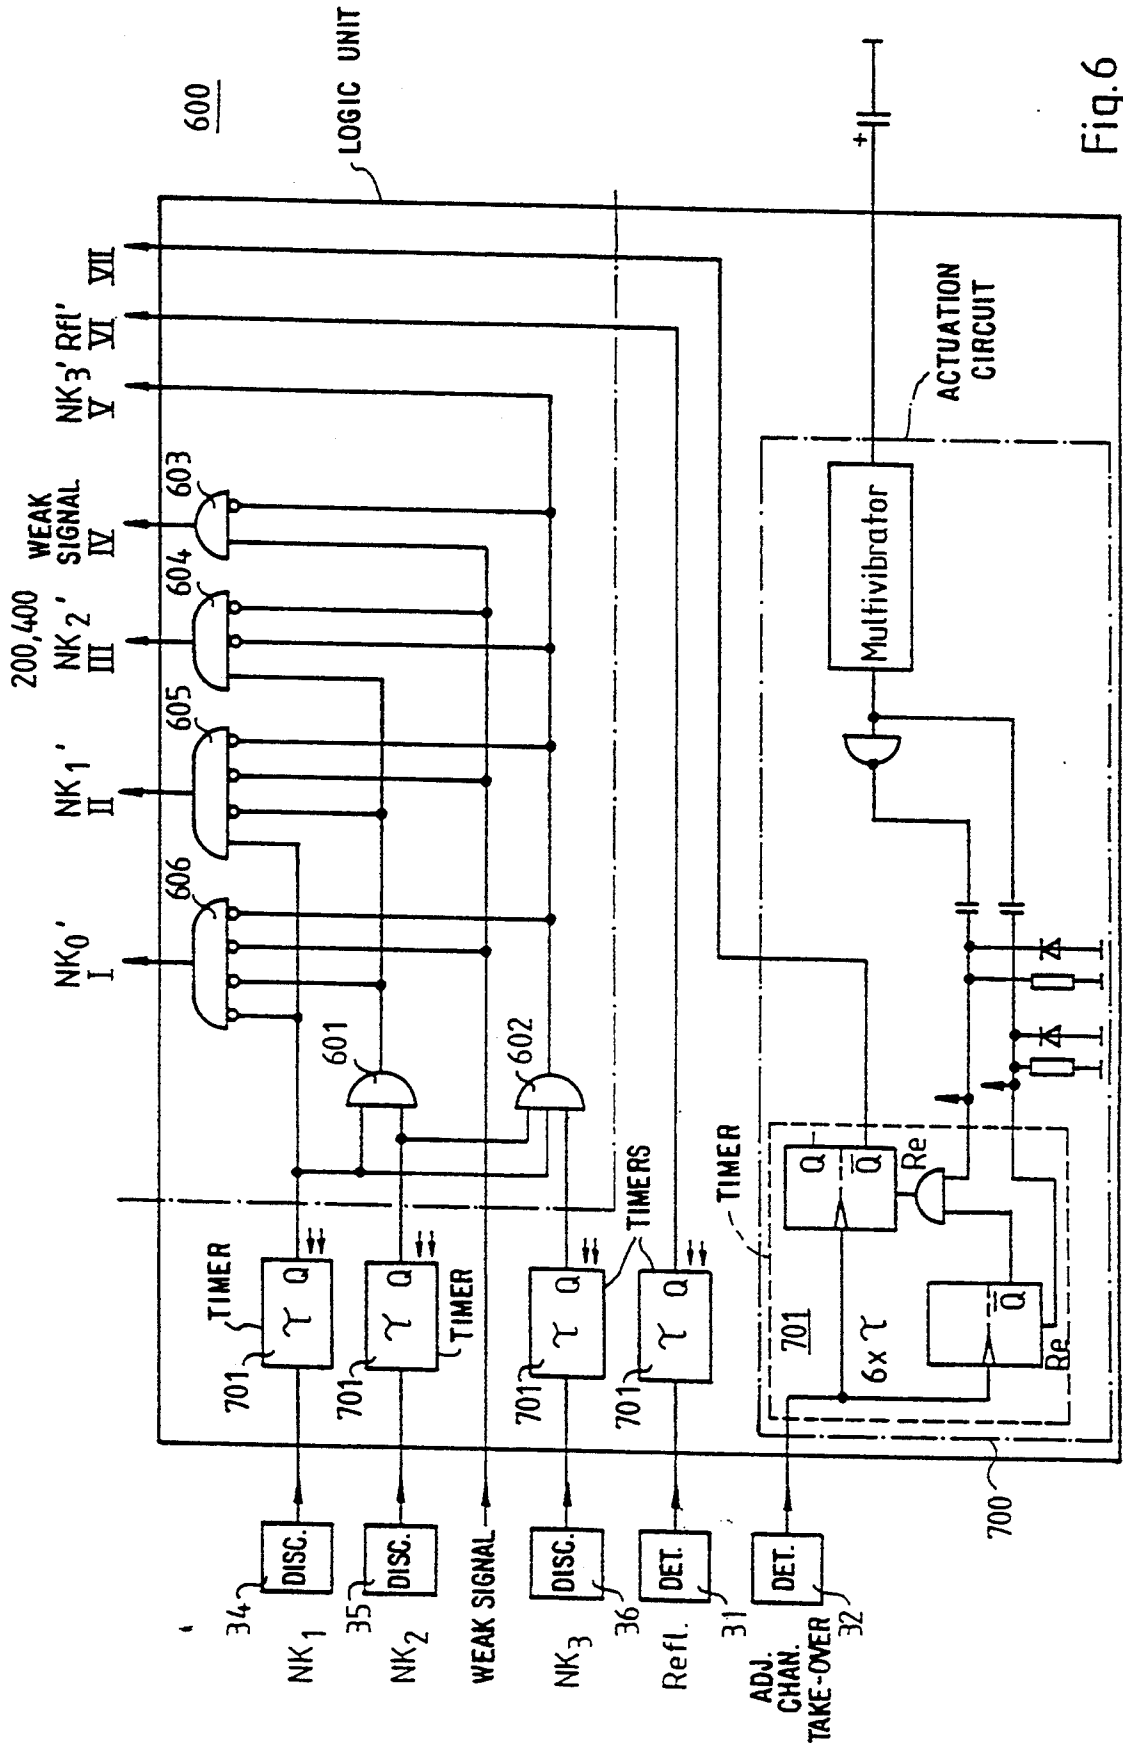 600
LOGIC UNIT
200,400
NK0'
I
NK1'
II
NK2'
III
WEAK
SIGNAL
IV
NK3'
V
Rfl'
VI
VII
606
605
604
603
601
602
34
DISC.
NK1
701
τ
Q
TIMER
35
DISC.
NK2
701
τ
Q
TIMER
WEAK SIGNAL
36
DISC.
NK3
701
τ
Q
TIMERS
31
DET.
Refl.
701
τ
Q
32
DET.
ADJ.
CHAN.
TAKE-OVER
700
TIMER
701
6x τ
Q
Q̅
Re
Q̅
Re
Multivibrator
ACTUATION
CIRCUIT
+
Fig.6